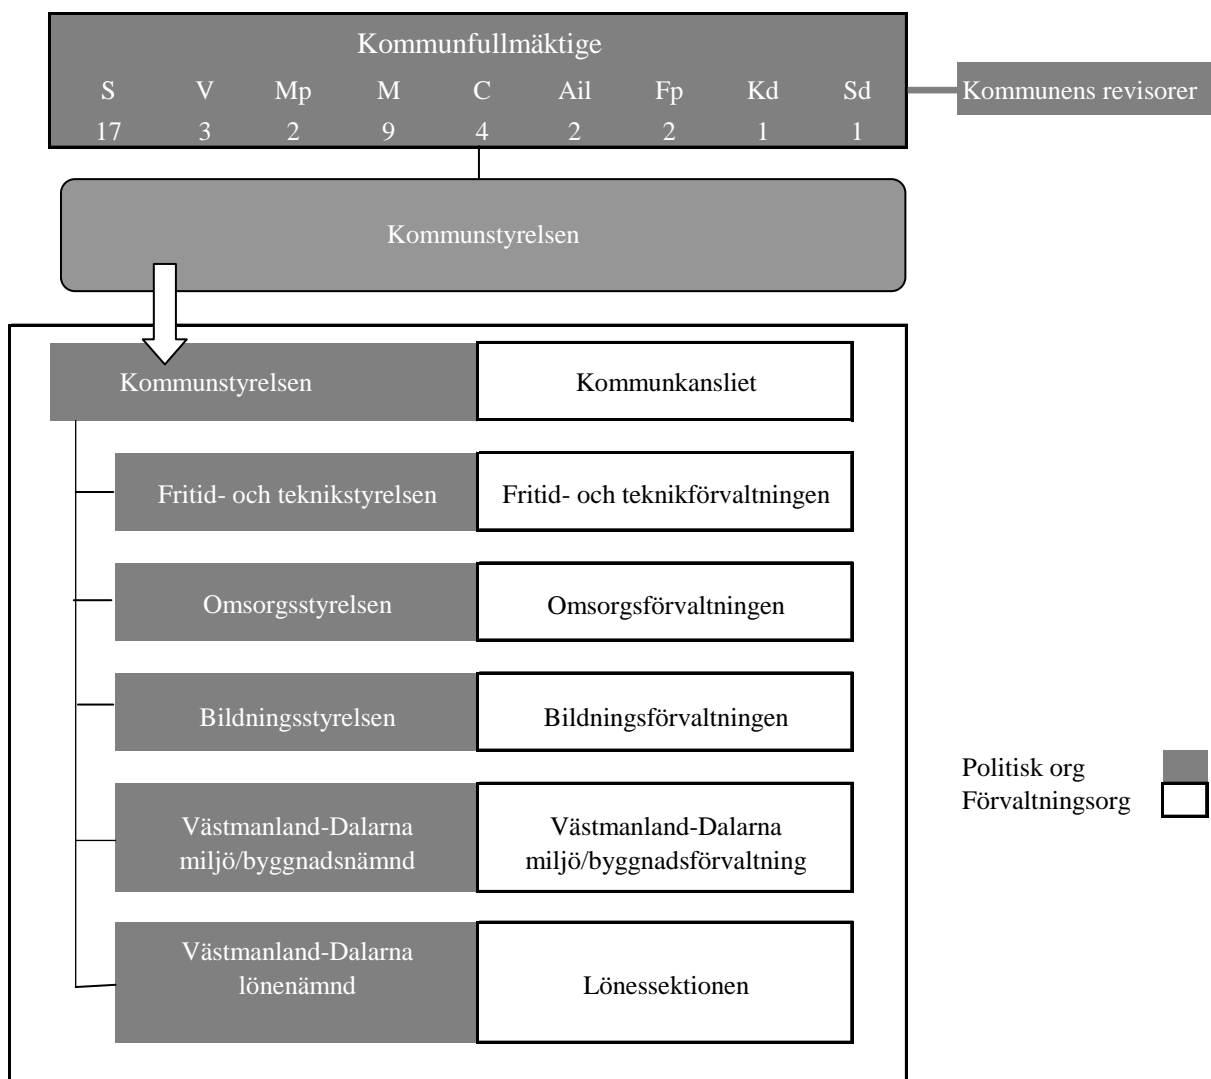 Kommunfullmäktige
S V Mp M C Ail Fp Kd Sd
17 3 2 9 4 2 2 1 1
Kommunens revisorer
Kommunstyrelsen
Kommunstyrelsen
Kommunkansliet
Fritid- och teknikstyrelsen
Fritid- och teknikförvaltningen
Omsorgsstyrelsen
Omsorgsförvaltningen
Bildningsstyrelsen
Bildningsförvaltningen
Västmanland-Dalarna
miljö/byggnadsnämnd
Västmanland-Dalarna
miljö/byggnadsförvaltning
Västmanland-Dalarna
lönenämnd
Lönessektionen
Politisk org
Förvaltningsorg